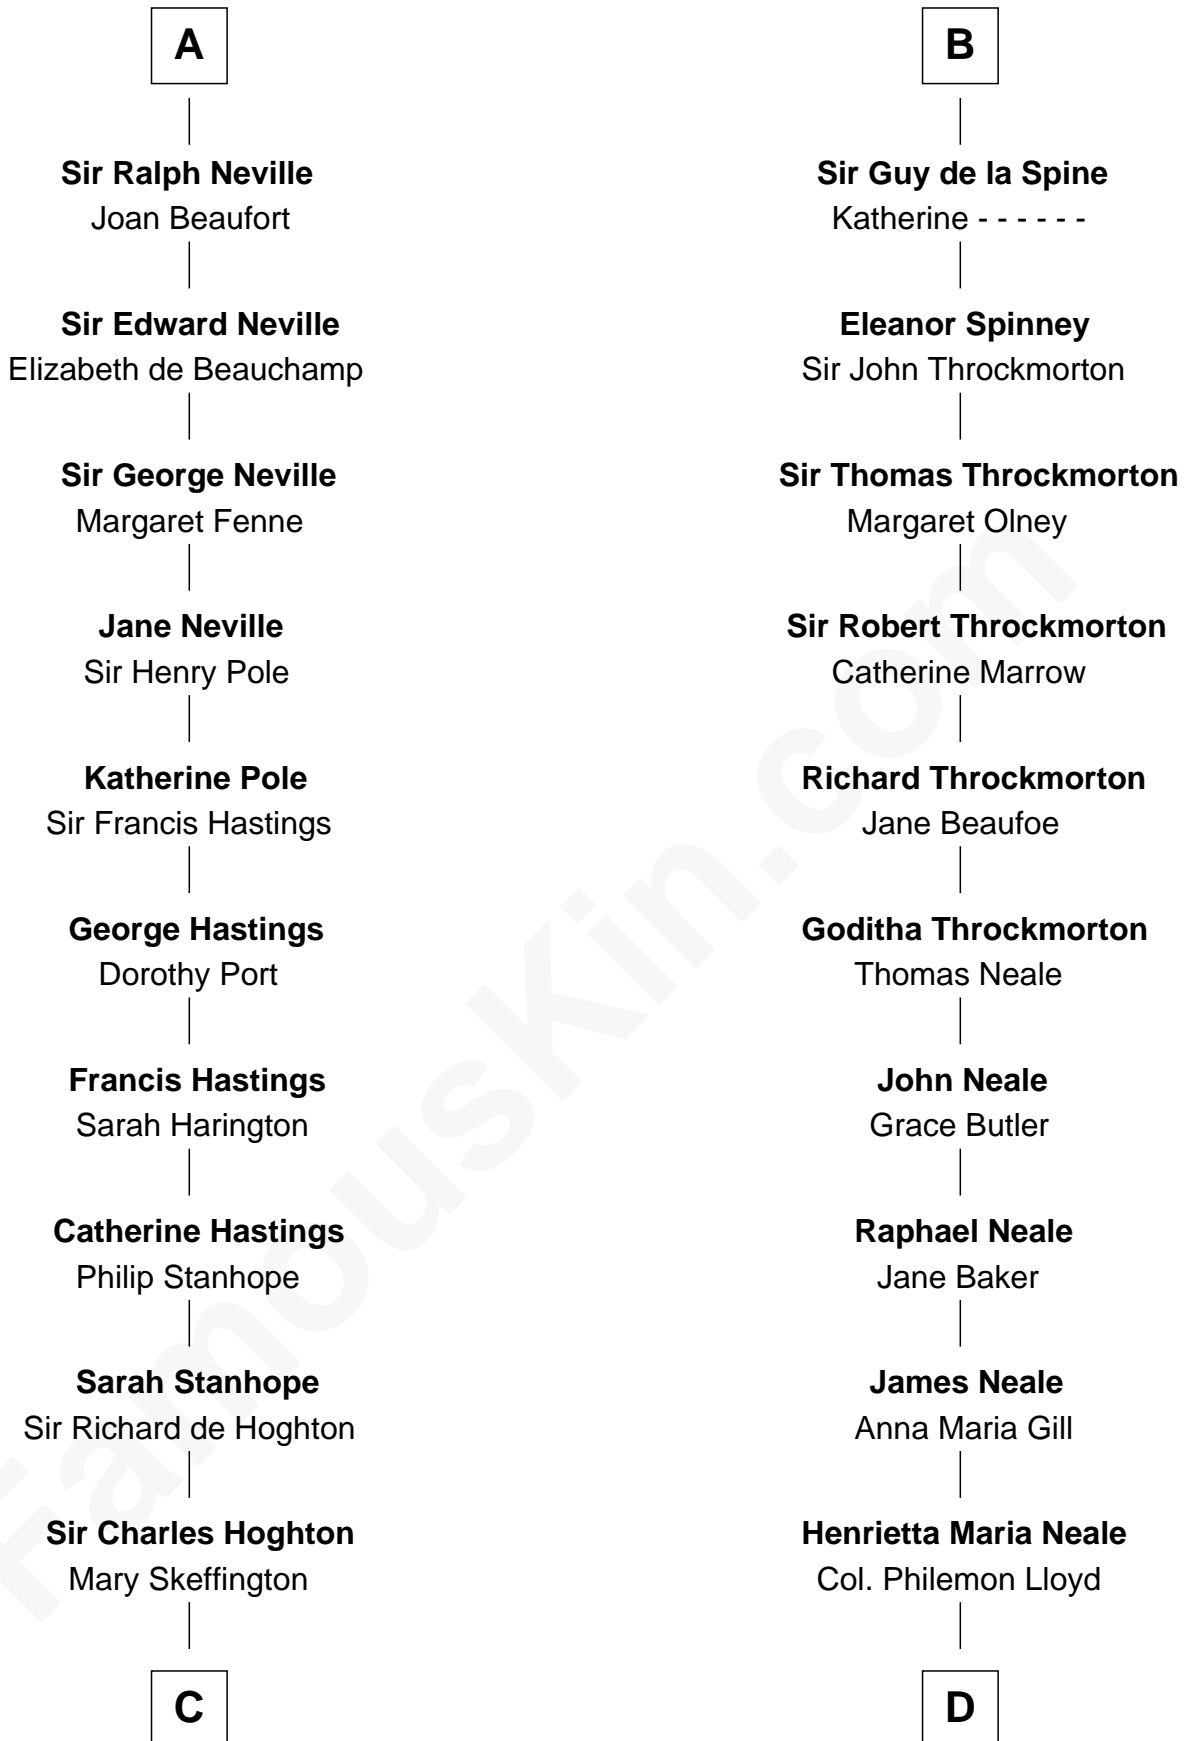 A
Sir Ralph Neville
Joan Beaufort
Sir Edward Neville
Elizabeth de Beauchamp
Sir George Neville
Margaret Fenne
Jane Neville
Sir Henry Pole
Katherine Pole
Sir Francis Hastings
George Hastings
Dorothy Port
Francis Hastings
Sarah Harington
Catherine Hastings
Philip Stanhope
Sarah Stanhope
Sir Richard de Hoghton
Sir Charles Hoghton
Mary Skeffington
C
B
Sir Guy de la Spine
Katherine - - - - - -
Eleanor Spinney
Sir John Throckmorton
Sir Thomas Throckmorton
Margaret Olney
Sir Robert Throckmorton
Catherine Marrow
Richard Throckmorton
Jane Beaufoe
Goditha Throckmorton
Thomas Neale
John Neale
Grace Butler
Raphael Neale
Jane Baker
James Neale
Anna Maria Gill
Henrietta Maria Neale
Col. Philemon Lloyd
D
FamousKin.com